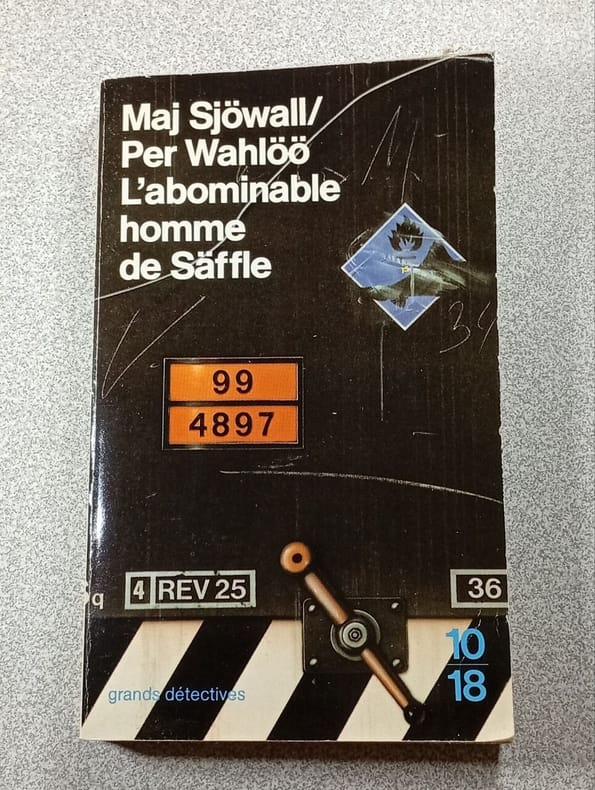 Maj Sjöwall/
Per Wahlöö
L'abominable
homme
de Säffle
99
4897
q
4 REV 25
36
grands détectives
10
18